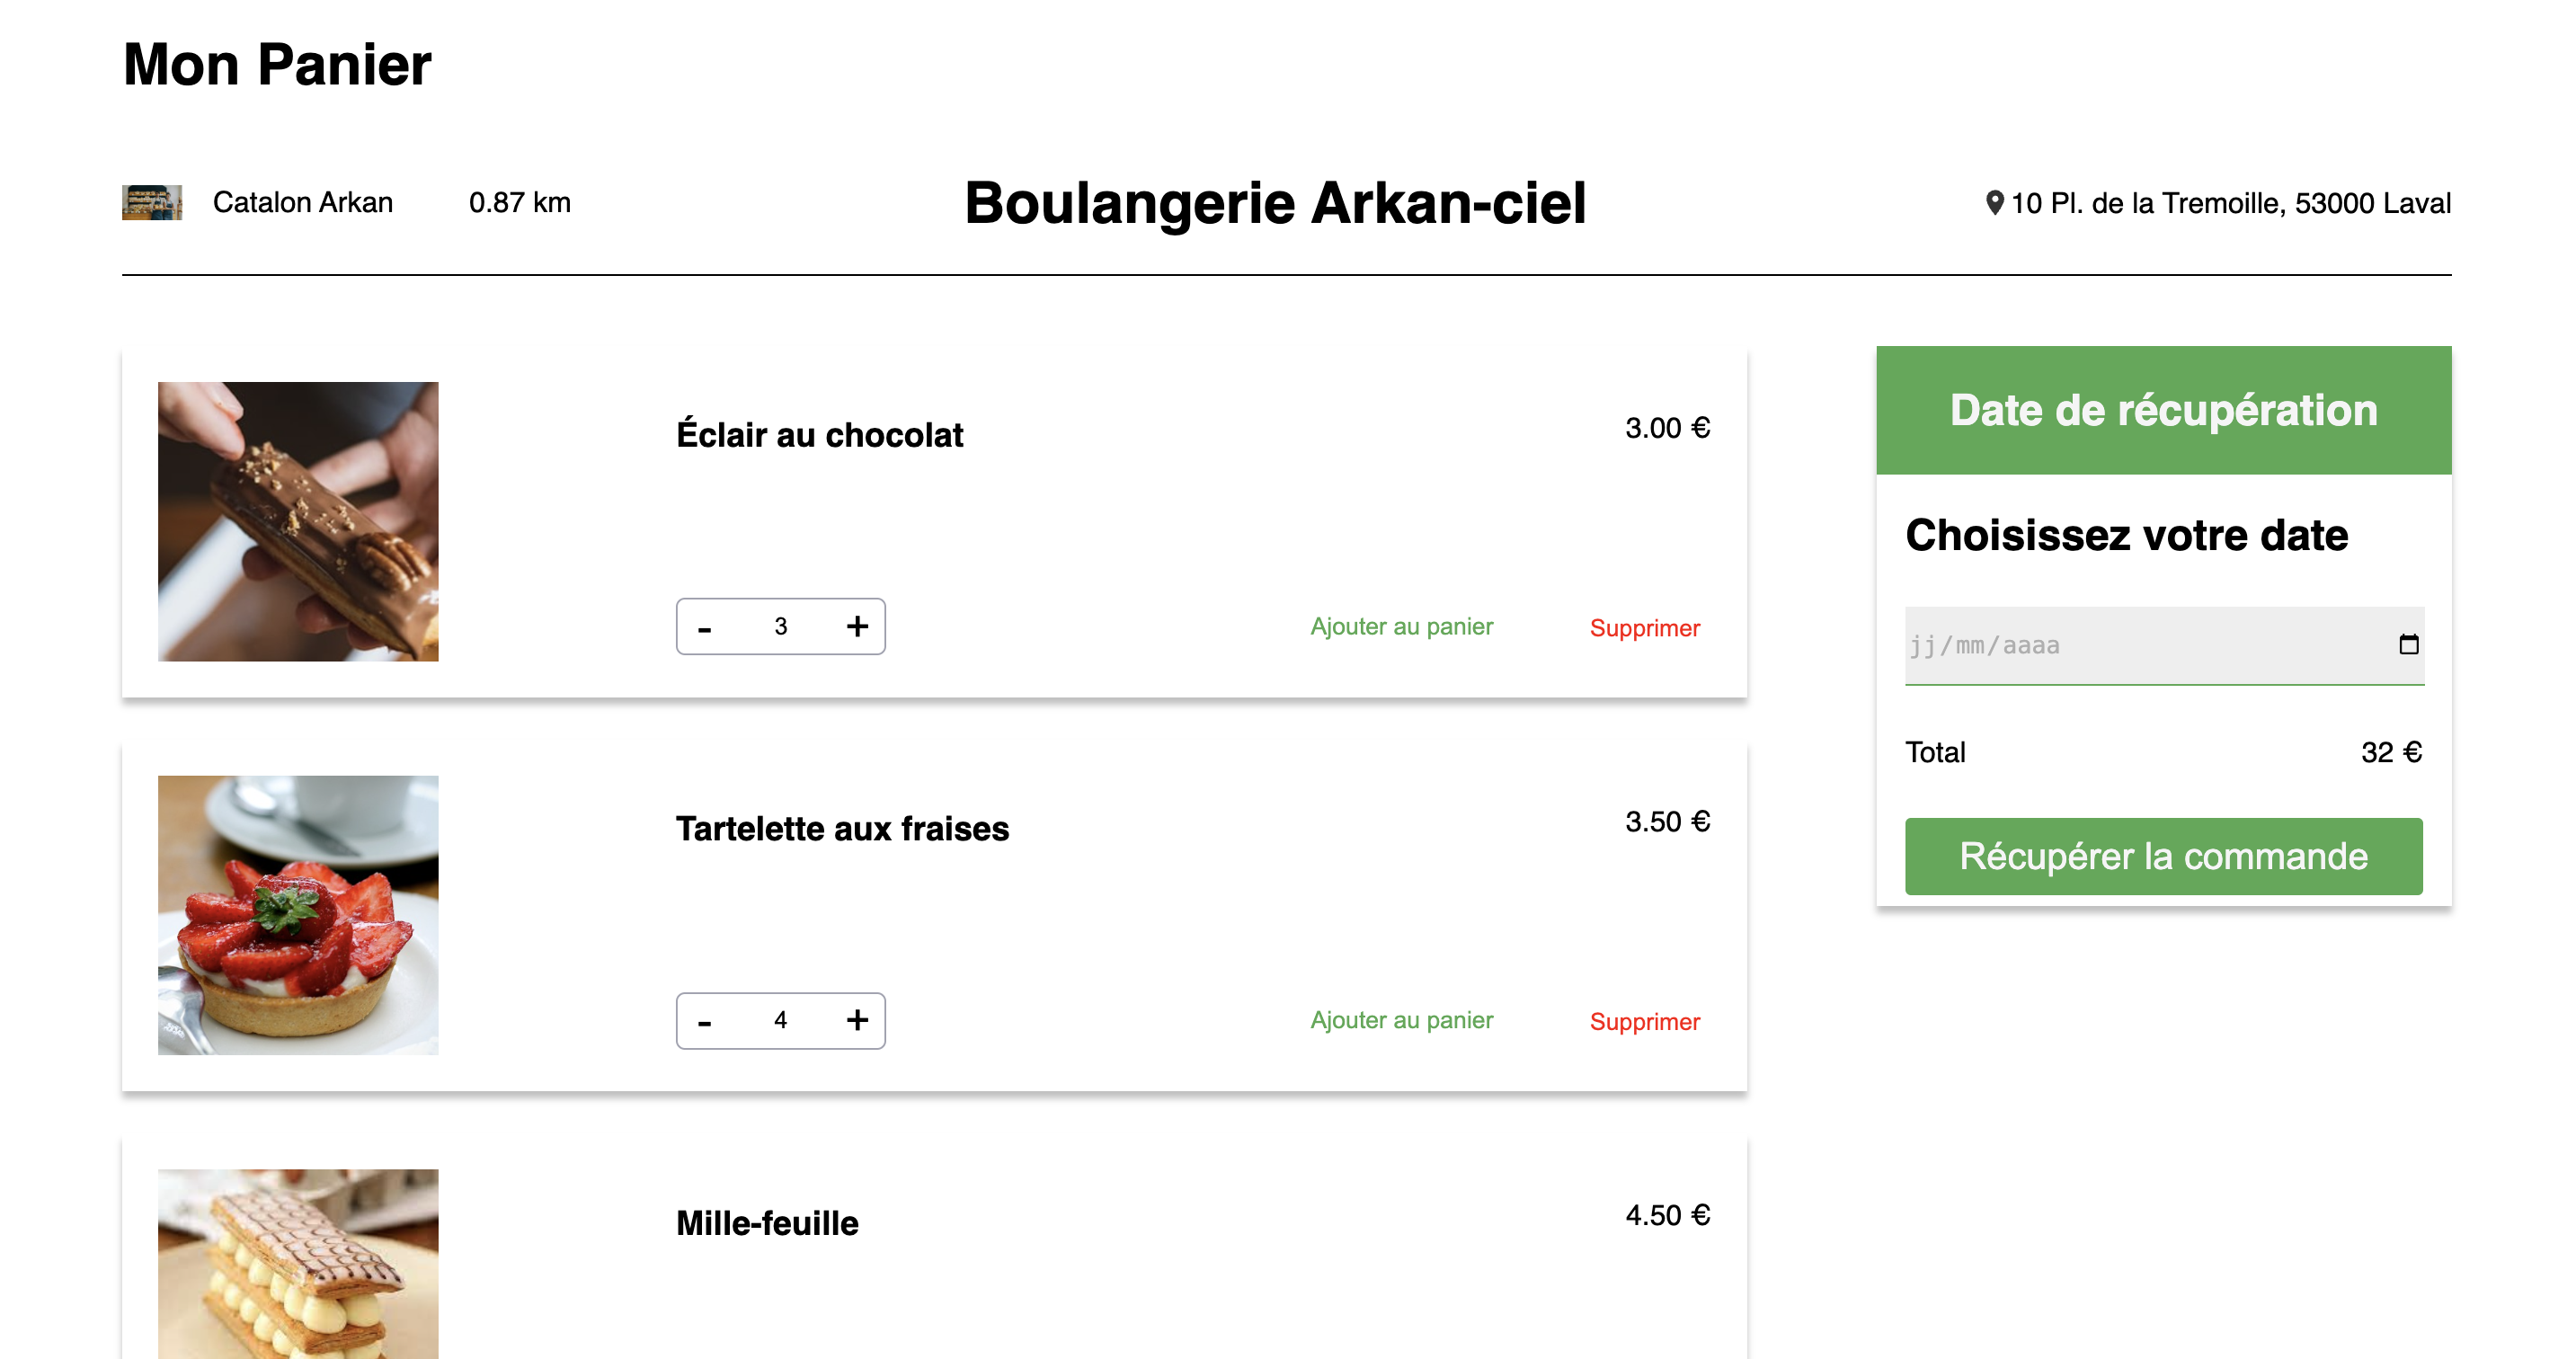 Mon Panier
Catalon Arkan 0.87 km Boulangerie Arkan-ciel 10 Pl. de la Tremoille, 53000 Laval
Éclair au chocolat 3.00 €
- 3 + Ajouter au panier Supprimer
Tartelette aux fraises 3.50 €
- 4 + Ajouter au panier Supprimer
Mille-feuille 4.50 €
Date de récupération
Choisissez votre date
jj/mm/aaaa
Total 32 €
Récupérer la commande